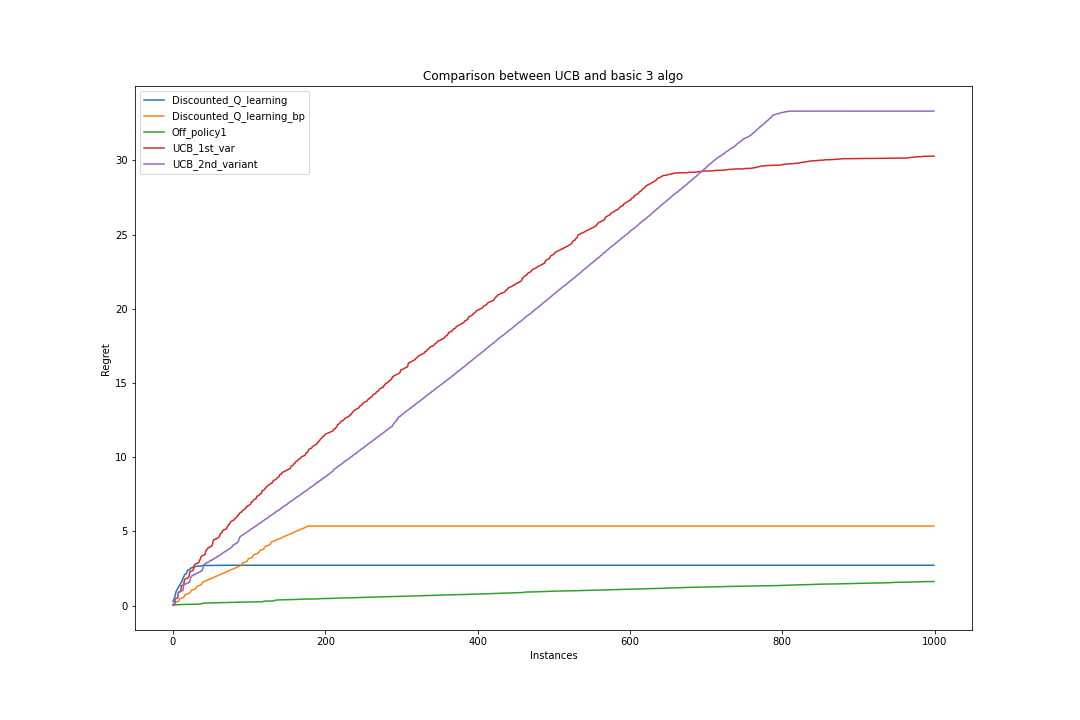 Comparison between UCB and basic 3 algo
Discounted_Q_learning
Discounted_Q_learning_bp
Off_policy1
UCB_1st_var
UCB_2nd_variant
30
25
20
15
10
5
0
Regret
0 200 400 600 800 1000
Instances